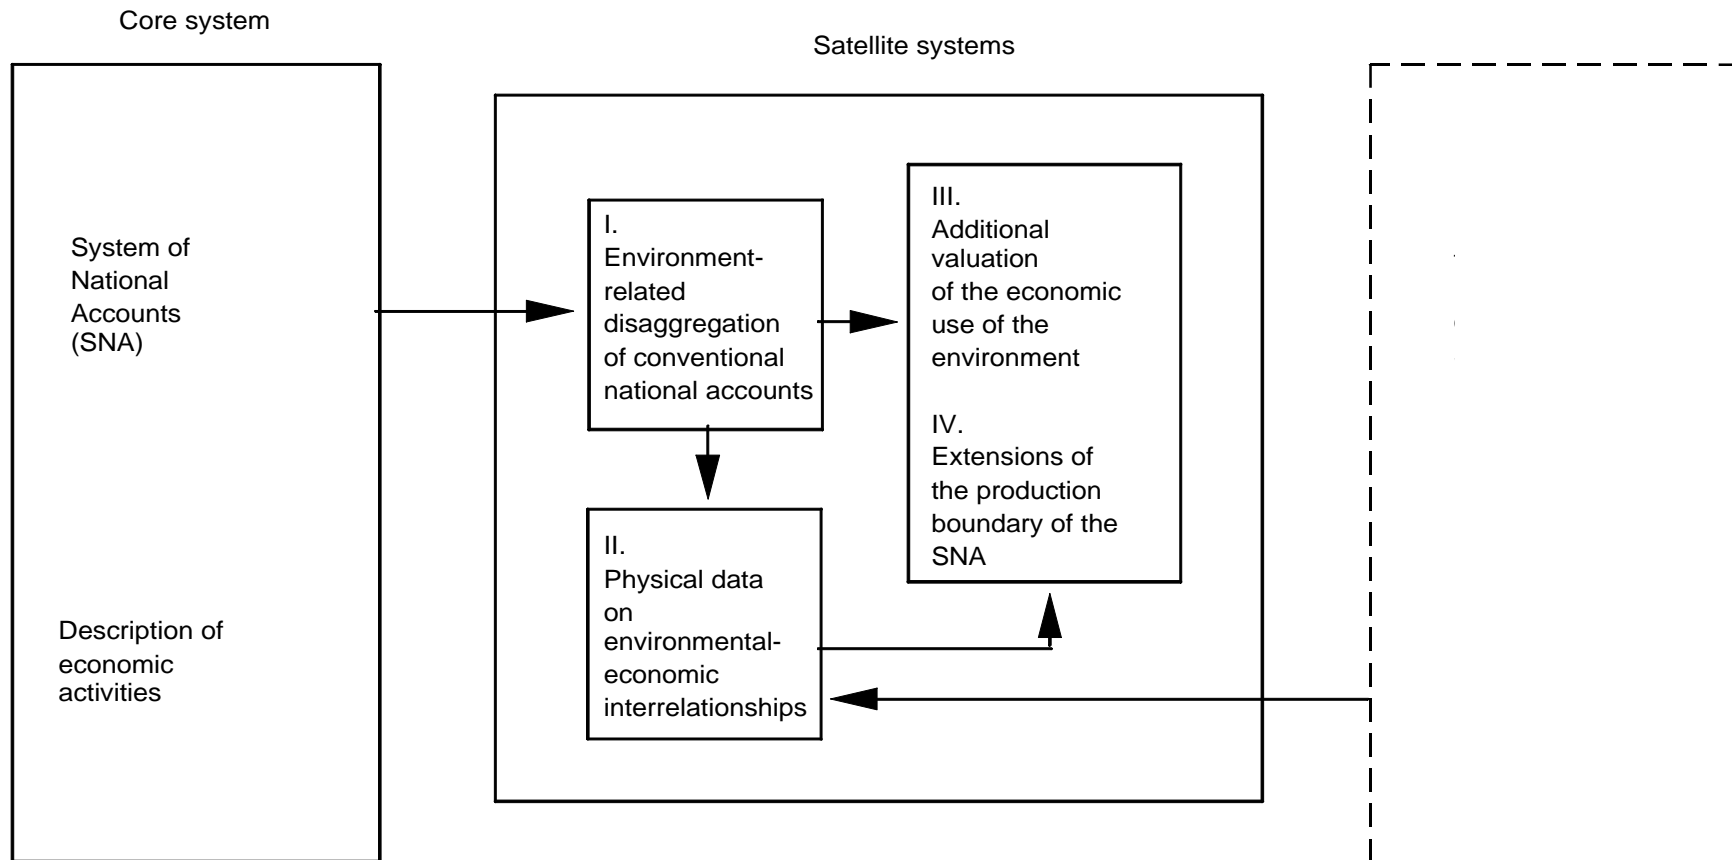 Core system
Satellite systems
System of
National
Accounts
(SNA)
Description of
economic
activities
I.
Environment-
related
disaggregation
of conventional
national accounts
II.
Physical data
on
environmental-
economic
interrelationships
III.
Additional
valuation
of the economic
use of the
environment
IV.
Extensions of
the production
boundary of the
SNA